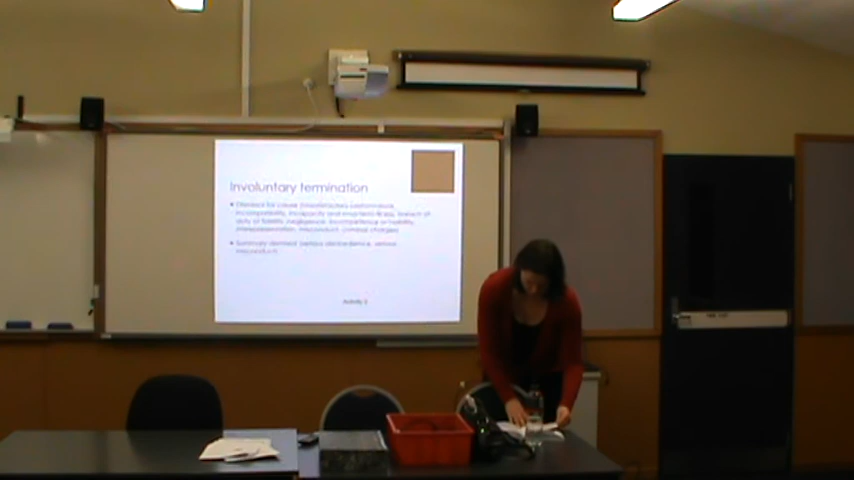 Involuntary termination
Dismissal for cause (unsatisfactory performance,
incompatibility, incapacity and long-term illness, breach of
duty of fidelity, negligence, incompetence or inability,
misrepresentation, misconduct, criminal charges)
Summary dismissal: serious disobedience, serious
misconduct
Activity 3